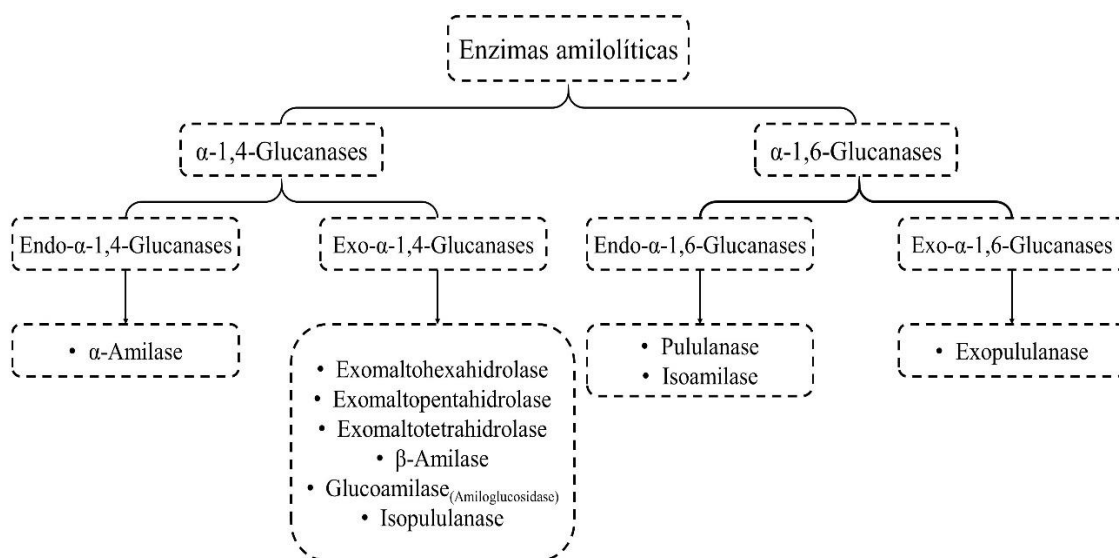 Enzimas amilolíticas
α-1,4-Glucanases
α-1,6-Glucanases
Endo-α-1,4-Glucanases
Exo-α-1,4-Glucanases
Endo-α-1,6-Glucanases
Exo-α-1,6-Glucanases
• α-Amilase
• Exomaltohexahidrolase
• Exomaltopentahidrolase
• Exomaltotetrahidrolase
• β-Amilase
• Glucoamilase(Amiloglucosidase)
• Isopululanase
• Pululanase
• Isoamilase
• Exopululanase